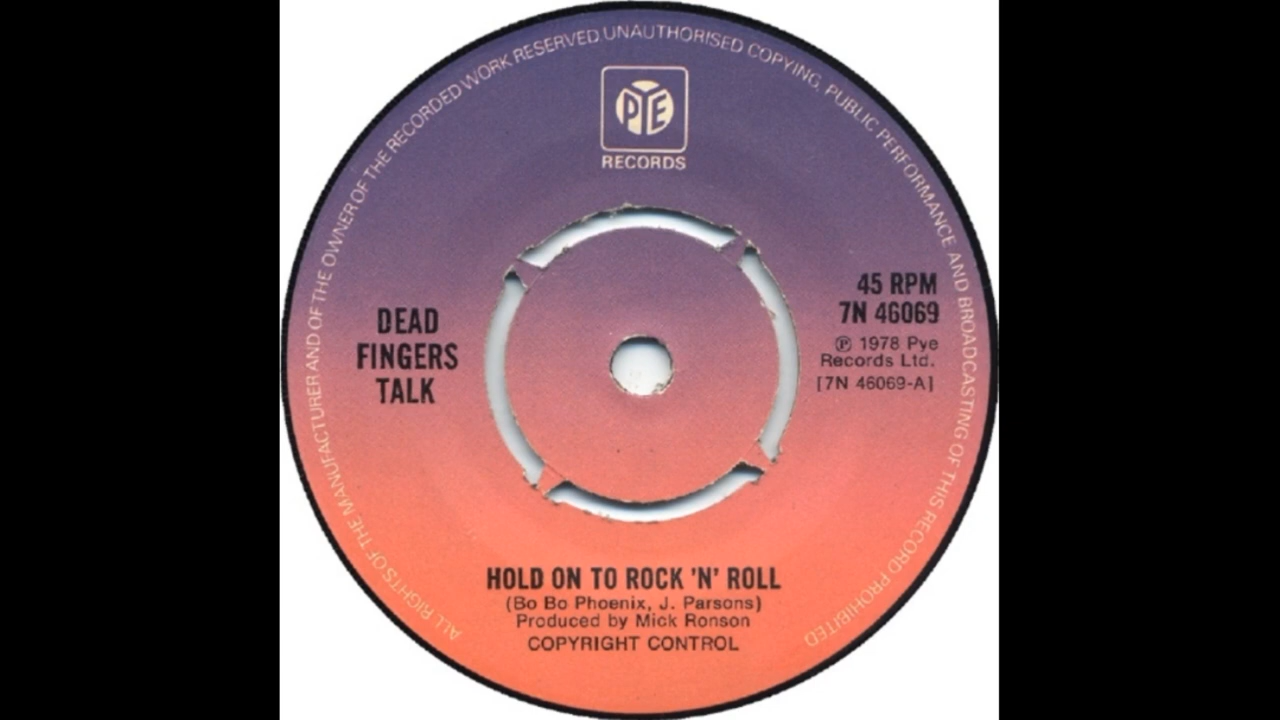 ALL RIGHTS OF THE MANUFACTURER AND OF THE OWNER OF THE RECORDED WORK RESERVED. UNAUTHORISED COPYING, PUBLIC PERFORMANCE AND BROADCASTING OF THIS RECORD PROHIBITED
PYE
RECORDS
DEAD
FINGERS
TALK
45 RPM
7N 46069
℗ 1978 Pye
Records Ltd.
[7N 46069-A]
HOLD ON TO ROCK 'N' ROLL
(Bo Bo Phoenix, J. Parsons)
Produced by Mick Ronson
COPYRIGHT CONTROL